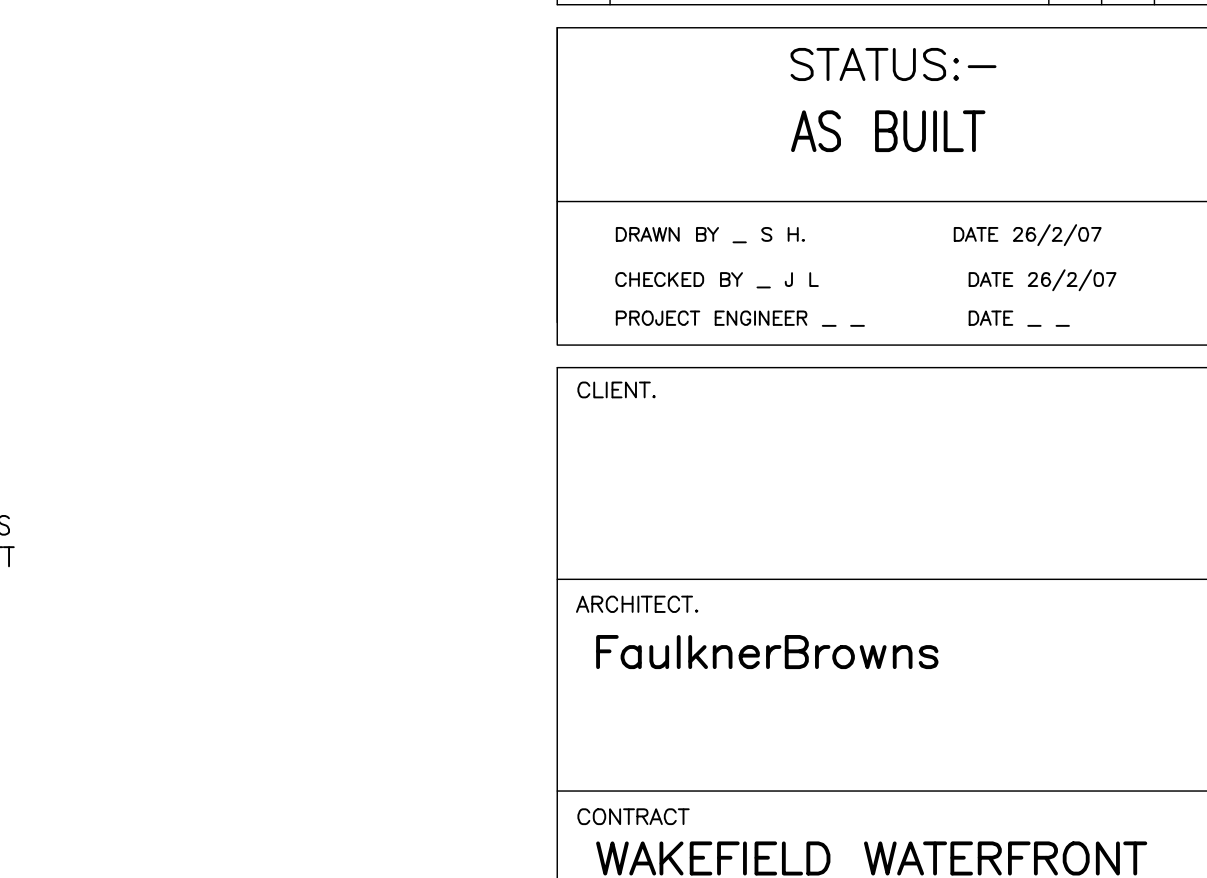 STATUS:–
AS BUILT
DRAWN BY _ S H. DATE 26/2/07
CHECKED BY _ J L DATE 26/2/07
PROJECT ENGINEER _ _ DATE _ _
CLIENT.
S
T
ARCHITECT.
FaulknerBrowns
CONTRACT
WAKEFIELD WATERFRONT